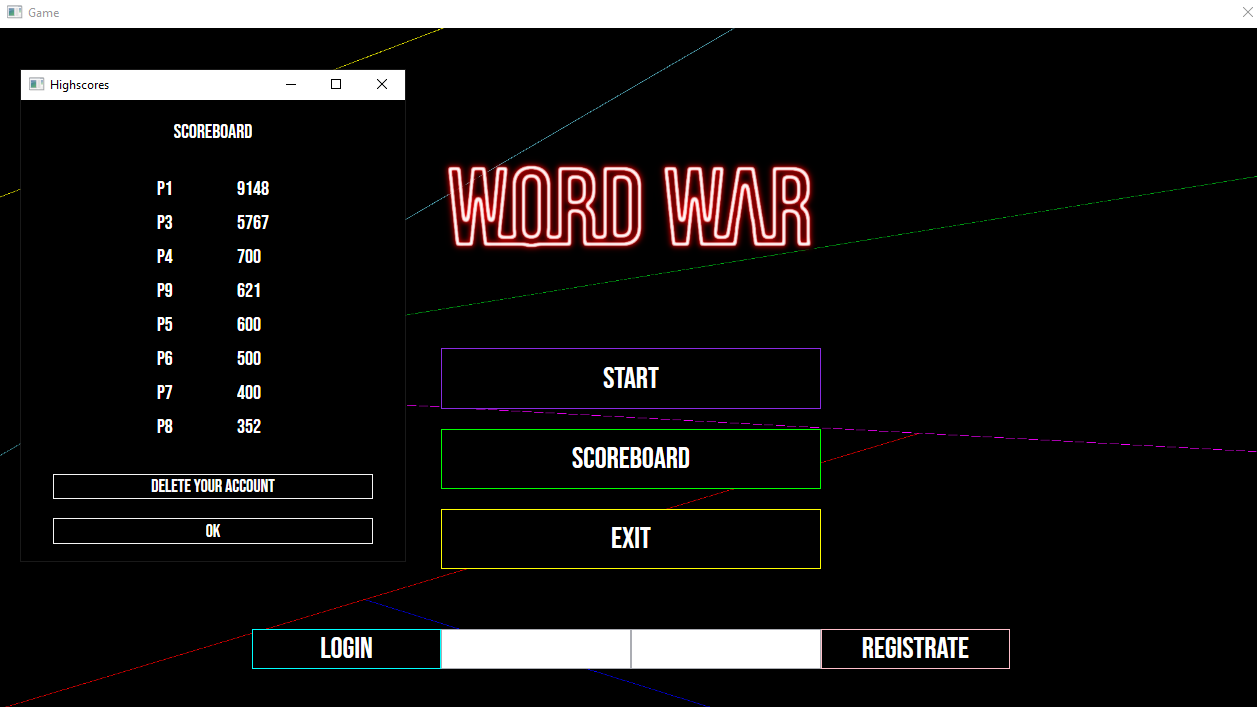 Game
Highscores
SCOREBOARD
P1 9148
P3 5767
P4 700
P9 621
P5 600
P6 500
P7 400
P8 352
DELETE YOUR ACCOUNT
OK
WORD WAR
START
SCOREBOARD
EXIT
LOGIN
REGISTRATE